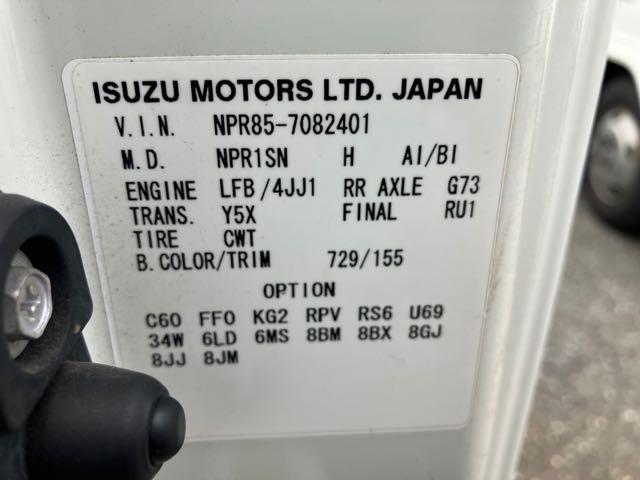 ISUZU MOTORS LTD. JAPAN
V.I.N. NPR85-7082401
M.D. NPR1SN H AI/BI
ENGINE LFB/4JJ1 RR AXLE G73
TRANS. Y5X FINAL RU1
TIRE CWT
B.COLOR/TRIM 729/155
OPTION
C60 FF0 KG2 RPV RS6 U69
34W 6LD 6MS 8BM 8BX 8GJ
8JJ 8JM